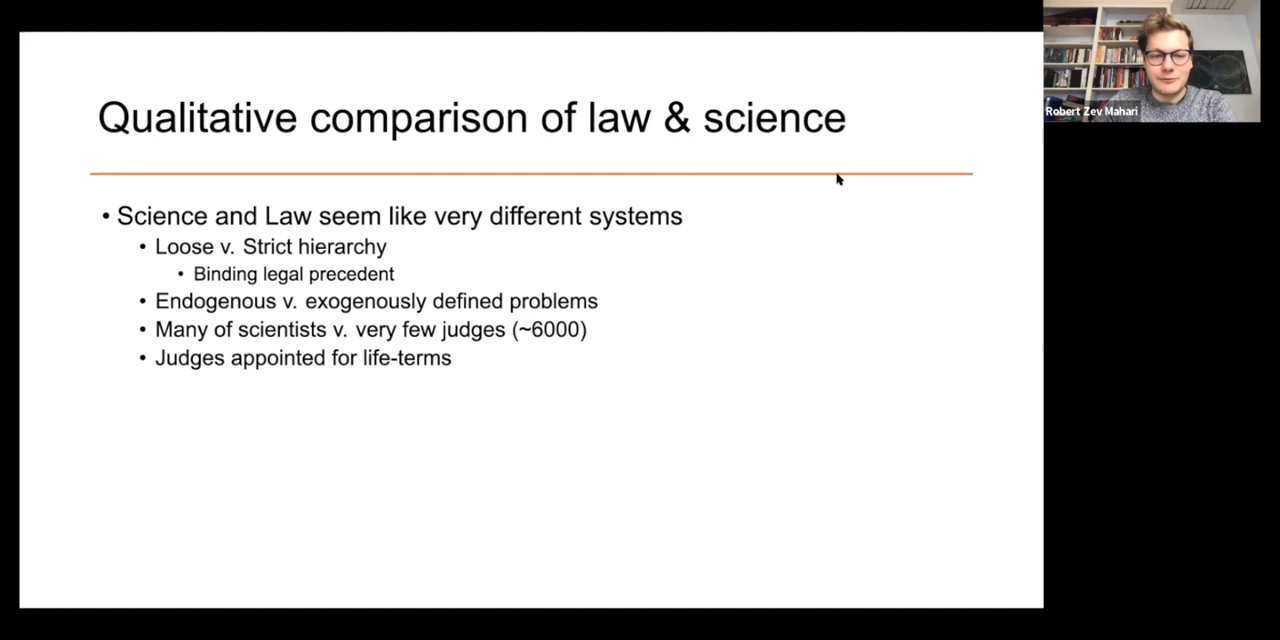 Qualitative comparison of law & science
• Science and Law seem like very different systems
• Loose v. Strict hierarchy
• Binding legal precedent
• Endogenous v. exogenously defined problems
• Many of scientists v. very few judges (~6000)
• Judges appointed for life-terms
Robert Zev Mahari